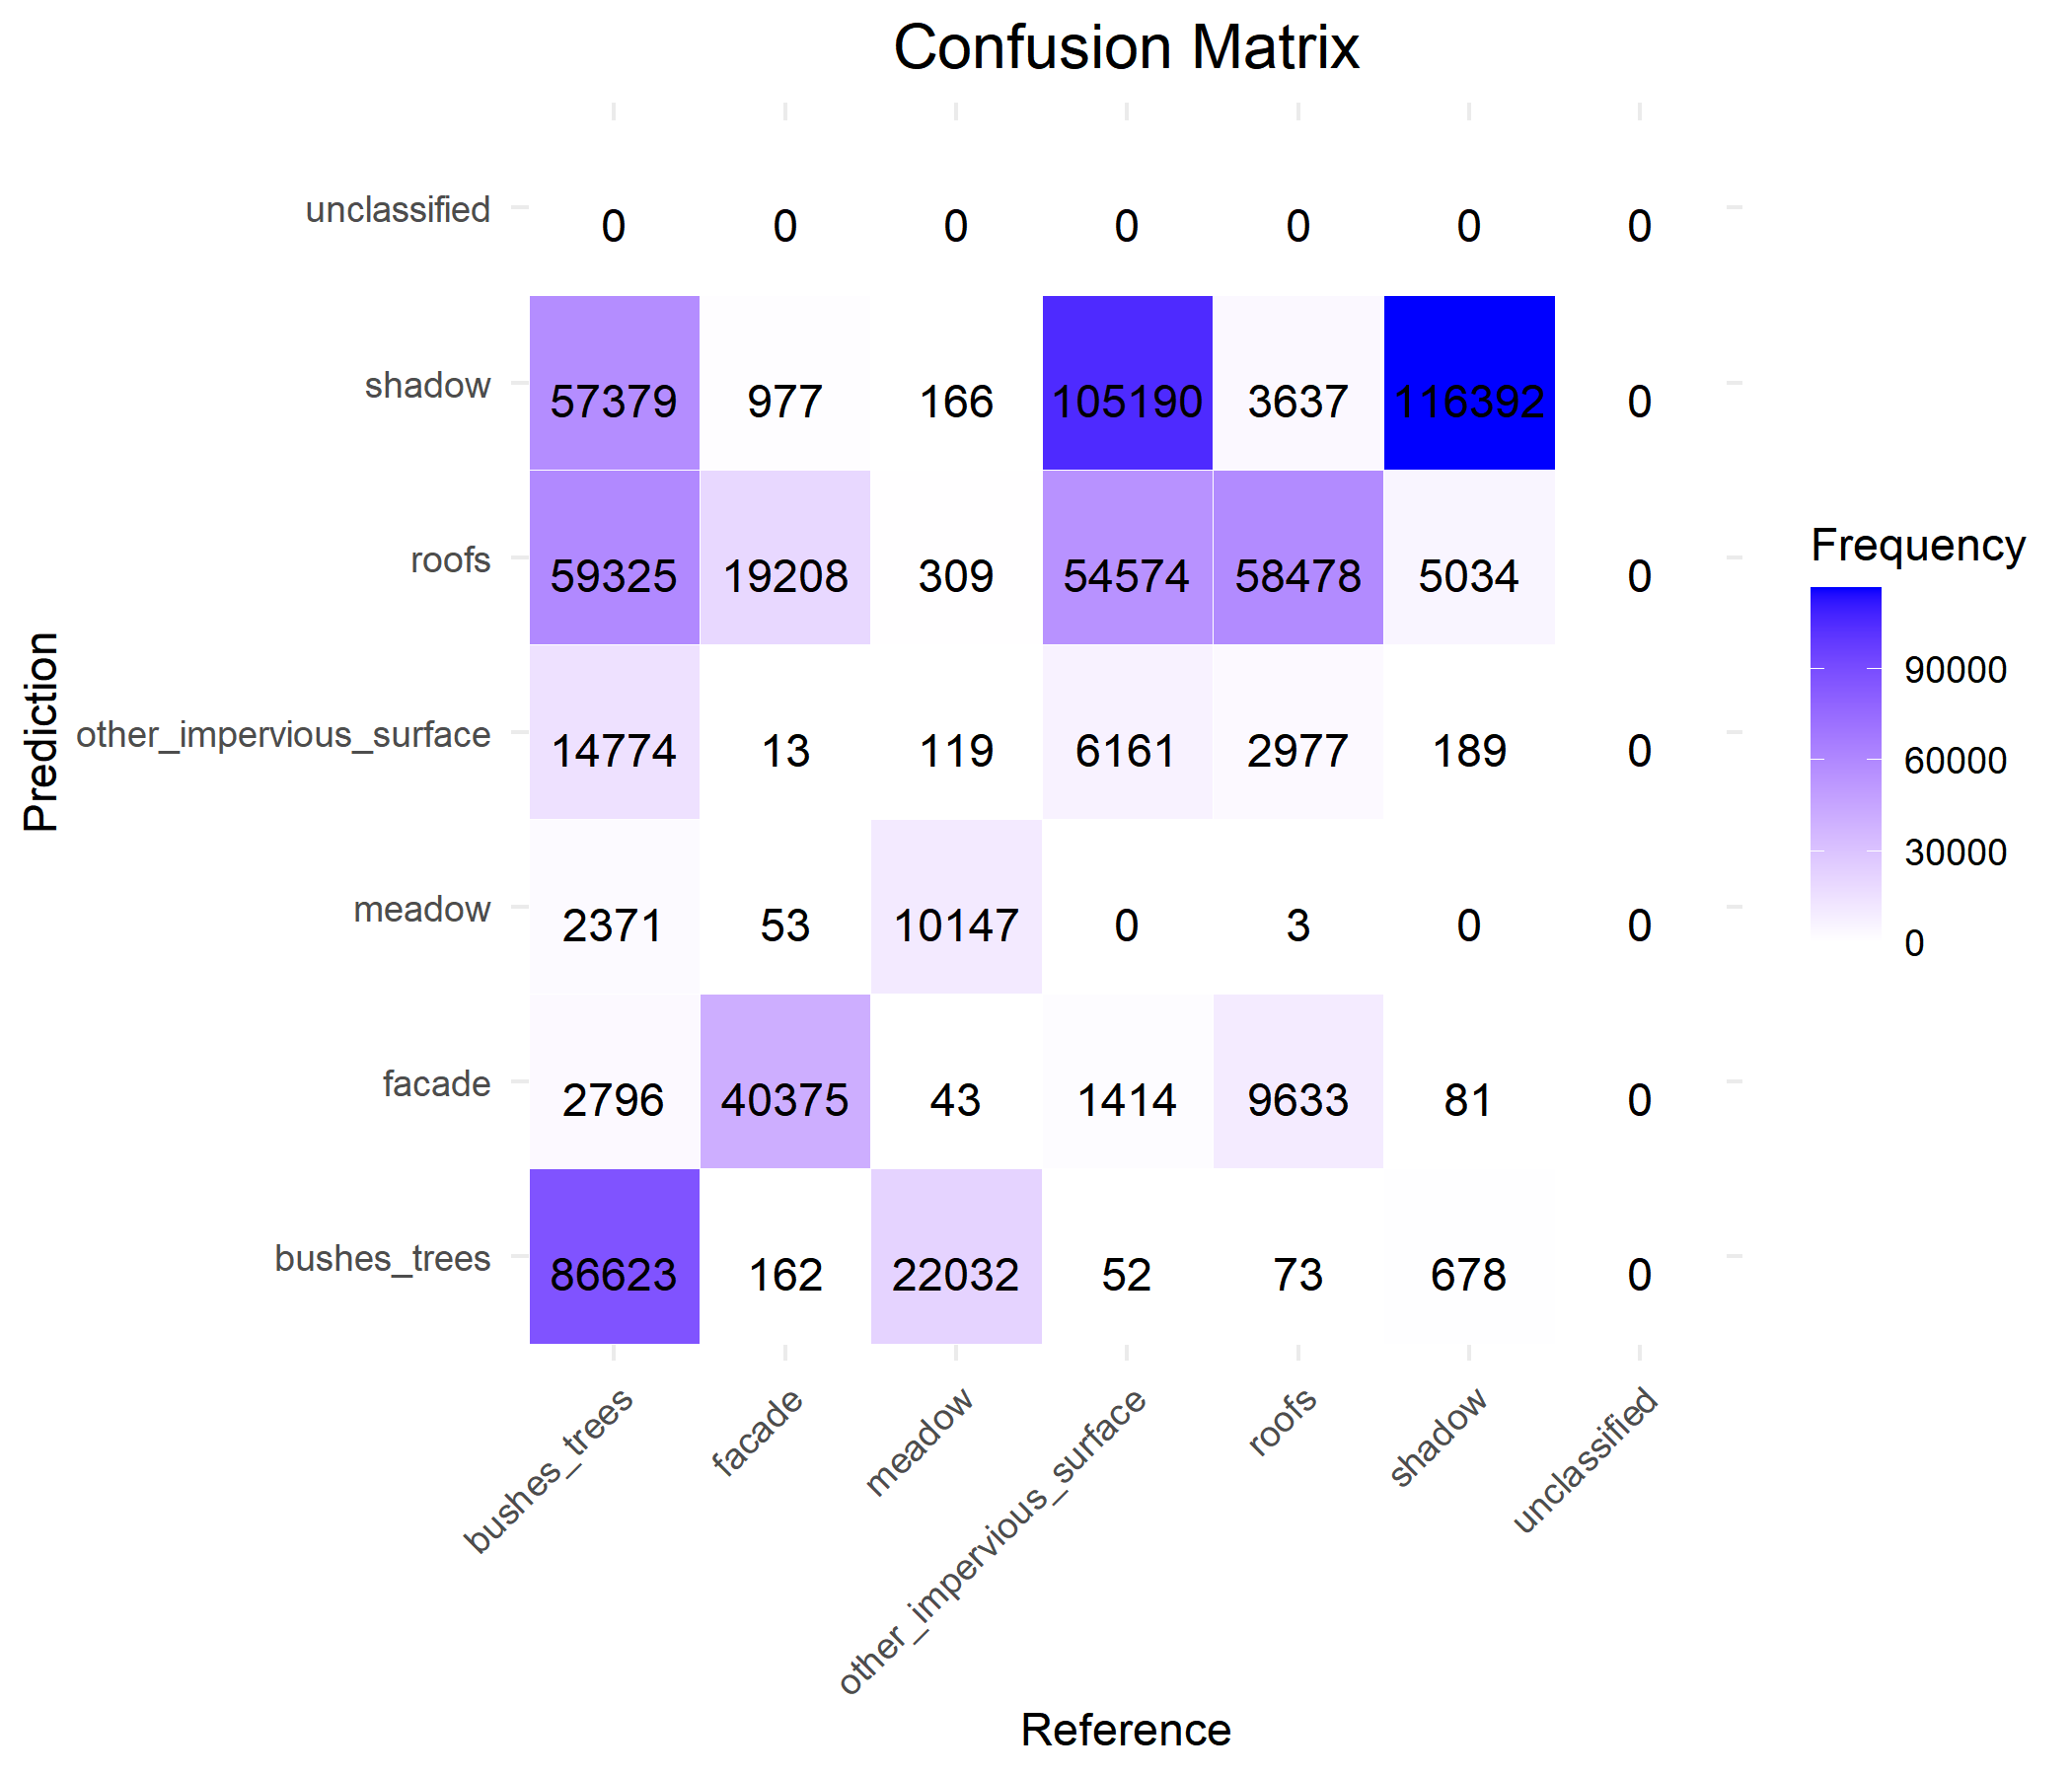 Confusion Matrix
unclassified 0 0 0 0 0 0 0
shadow 57379 977 166 105190 3637 116392 0
roofs 59325 19208 309 54574 58478 5034 0
other_impervious_surface 14774 13 119 6161 2977 189 0
meadow 2371 53 10147 0 3 0 0
facade 2796 40375 43 1414 9633 81 0
bushes_trees 86623 162 22032 52 73 678 0
bushes_trees facade meadow other_impervious_surface roofs shadow unclassified
Reference
Prediction
Frequency
90000
60000
30000
0